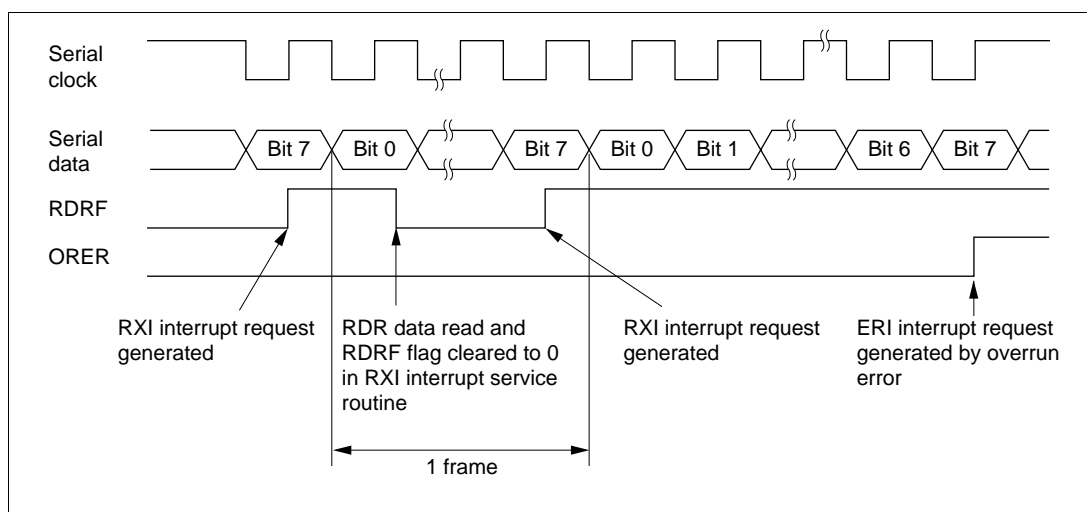 Serial
clock
Serial
data
Bit 7
Bit 0
Bit 7
Bit 0
Bit 1
Bit 6
Bit 7
RDRF
ORER
RXI interrupt request
generated
RDR data read and
RDRF flag cleared to 0
in RXI interrupt service
routine
RXI interrupt request
generated
ERI interrupt request
generated by overrun
error
1 frame